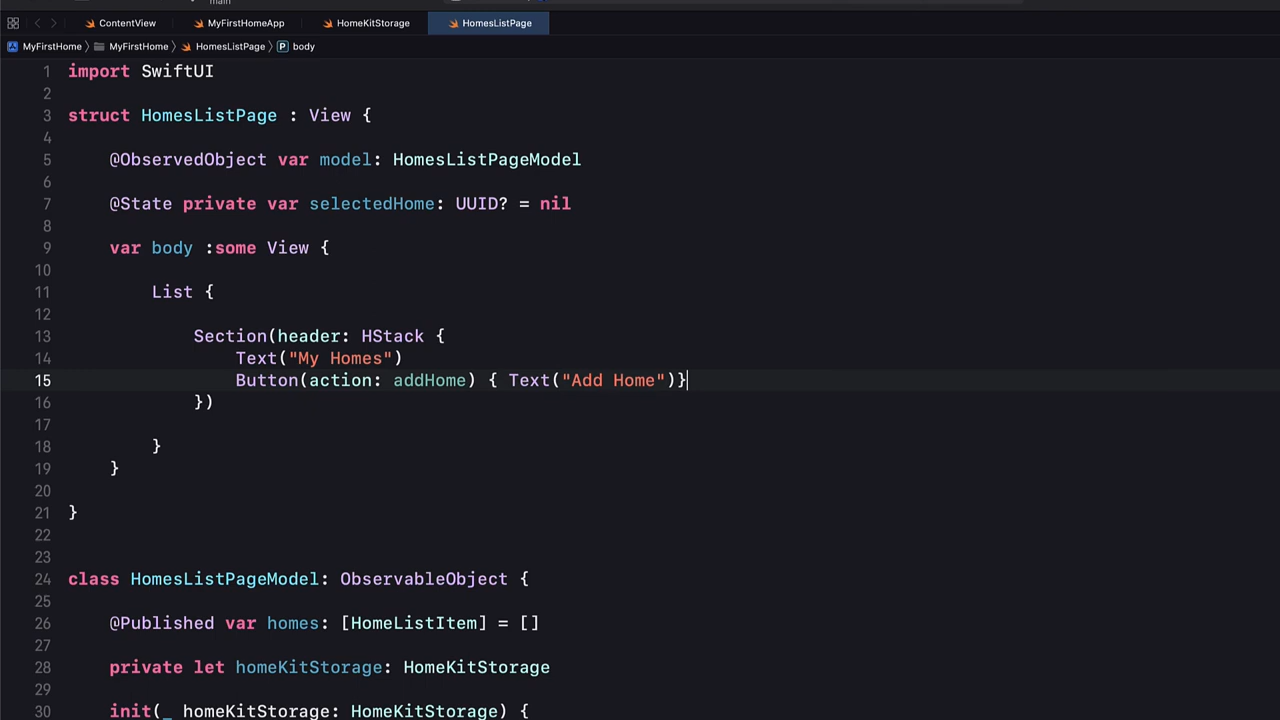 main
ContentView MyFirstHomeApp HomeKitStorage HomesListPage
MyFirstHome MyFirstHome HomesListPage P body
1 import SwiftUI
2
3 struct HomesListPage : View {
4
5 @ObservedObject var model: HomesListPageModel
6
7 @State private var selectedHome: UUID? = nil
8
9 var body :some View {
10
11 List {
12
13 Section(header: HStack {
14 Text("My Homes")
15 Button(action: addHome) { Text("Add Home")}
16 })
17
18 }
19 }
20
21 }
22
23
24 class HomesListPageModel: ObservableObject {
25
26 @Published var homes: [HomeListItem] = []
27
28 private let homeKitStorage: HomeKitStorage
29
30 init(_ homeKitStorage: HomeKitStorage) {